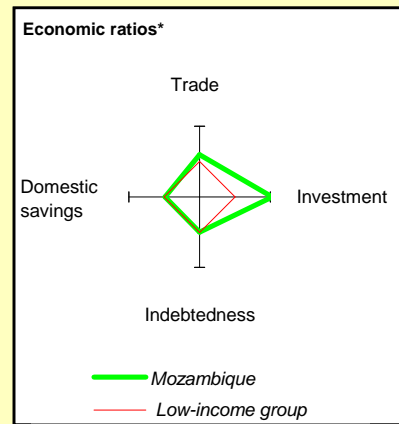 Economic ratios*
Trade
Domestic
savings
Investment
Indebtedness
Mozambique
Low-income group